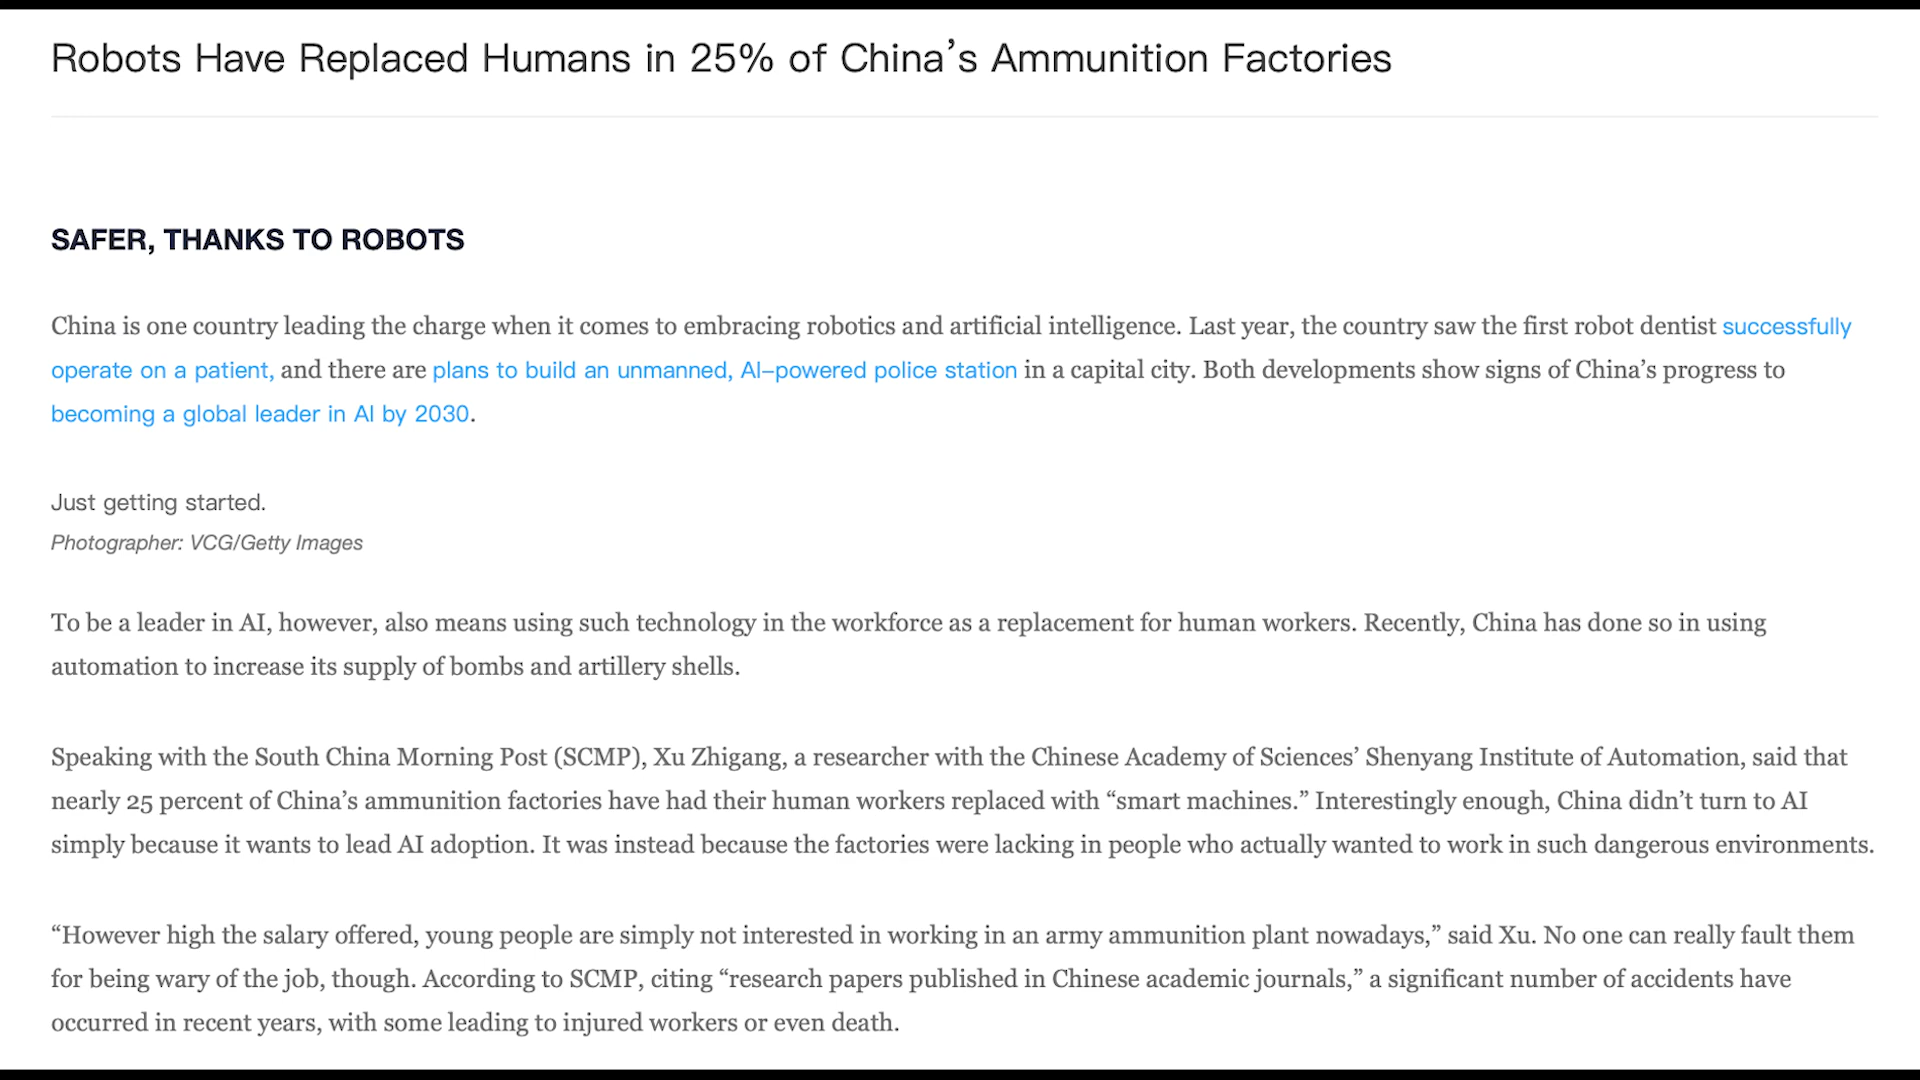 Robots Have Replaced Humans in 25% of China’s Ammunition Factories
SAFER, THANKS TO ROBOTS
China is one country leading the charge when it comes to embracing robotics and artificial intelligence. Last year, the country saw the first robot dentist successfully
operate on a patient, and there are plans to build an unmanned, AI–powered police station in a capital city. Both developments show signs of China’s progress to
becoming a global leader in AI by 2030.
Just getting started.
Photographer: VCG/Getty Images
To be a leader in AI, however, also means using such technology in the workforce as a replacement for human workers. Recently, China has done so in using
automation to increase its supply of bombs and artillery shells.
Speaking with the South China Morning Post (SCMP), Xu Zhigang, a researcher with the Chinese Academy of Sciences’ Shenyang Institute of Automation, said that
nearly 25 percent of China’s ammunition factories have had their human workers replaced with “smart machines.” Interestingly enough, China didn’t turn to AI
simply because it wants to lead AI adoption. It was instead because the factories were lacking in people who actually wanted to work in such dangerous environments.
“However high the salary offered, young people are simply not interested in working in an army ammunition plant nowadays,” said Xu. No one can really fault them
for being wary of the job, though. According to SCMP, citing “research papers published in Chinese academic journals,” a significant number of accidents have
occurred in recent years, with some leading to injured workers or even death.